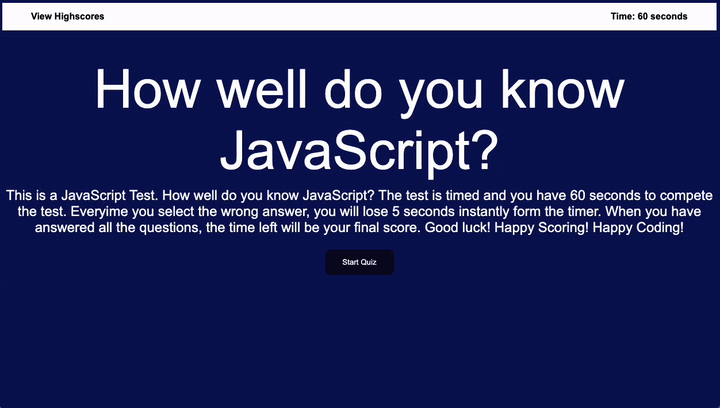 View Highscores
Time: 60 seconds
How well do you know
JavaScript?
This is a JavaScript Test. How well do you know JavaScript? The test is timed and you have 60 seconds to compete
the test. Everyime you select the wrong answer, you will lose 5 seconds instantly form the timer. When you have
answered all the questions, the time left will be your final score. Good luck! Happy Scoring! Happy Coding!
Start Quiz